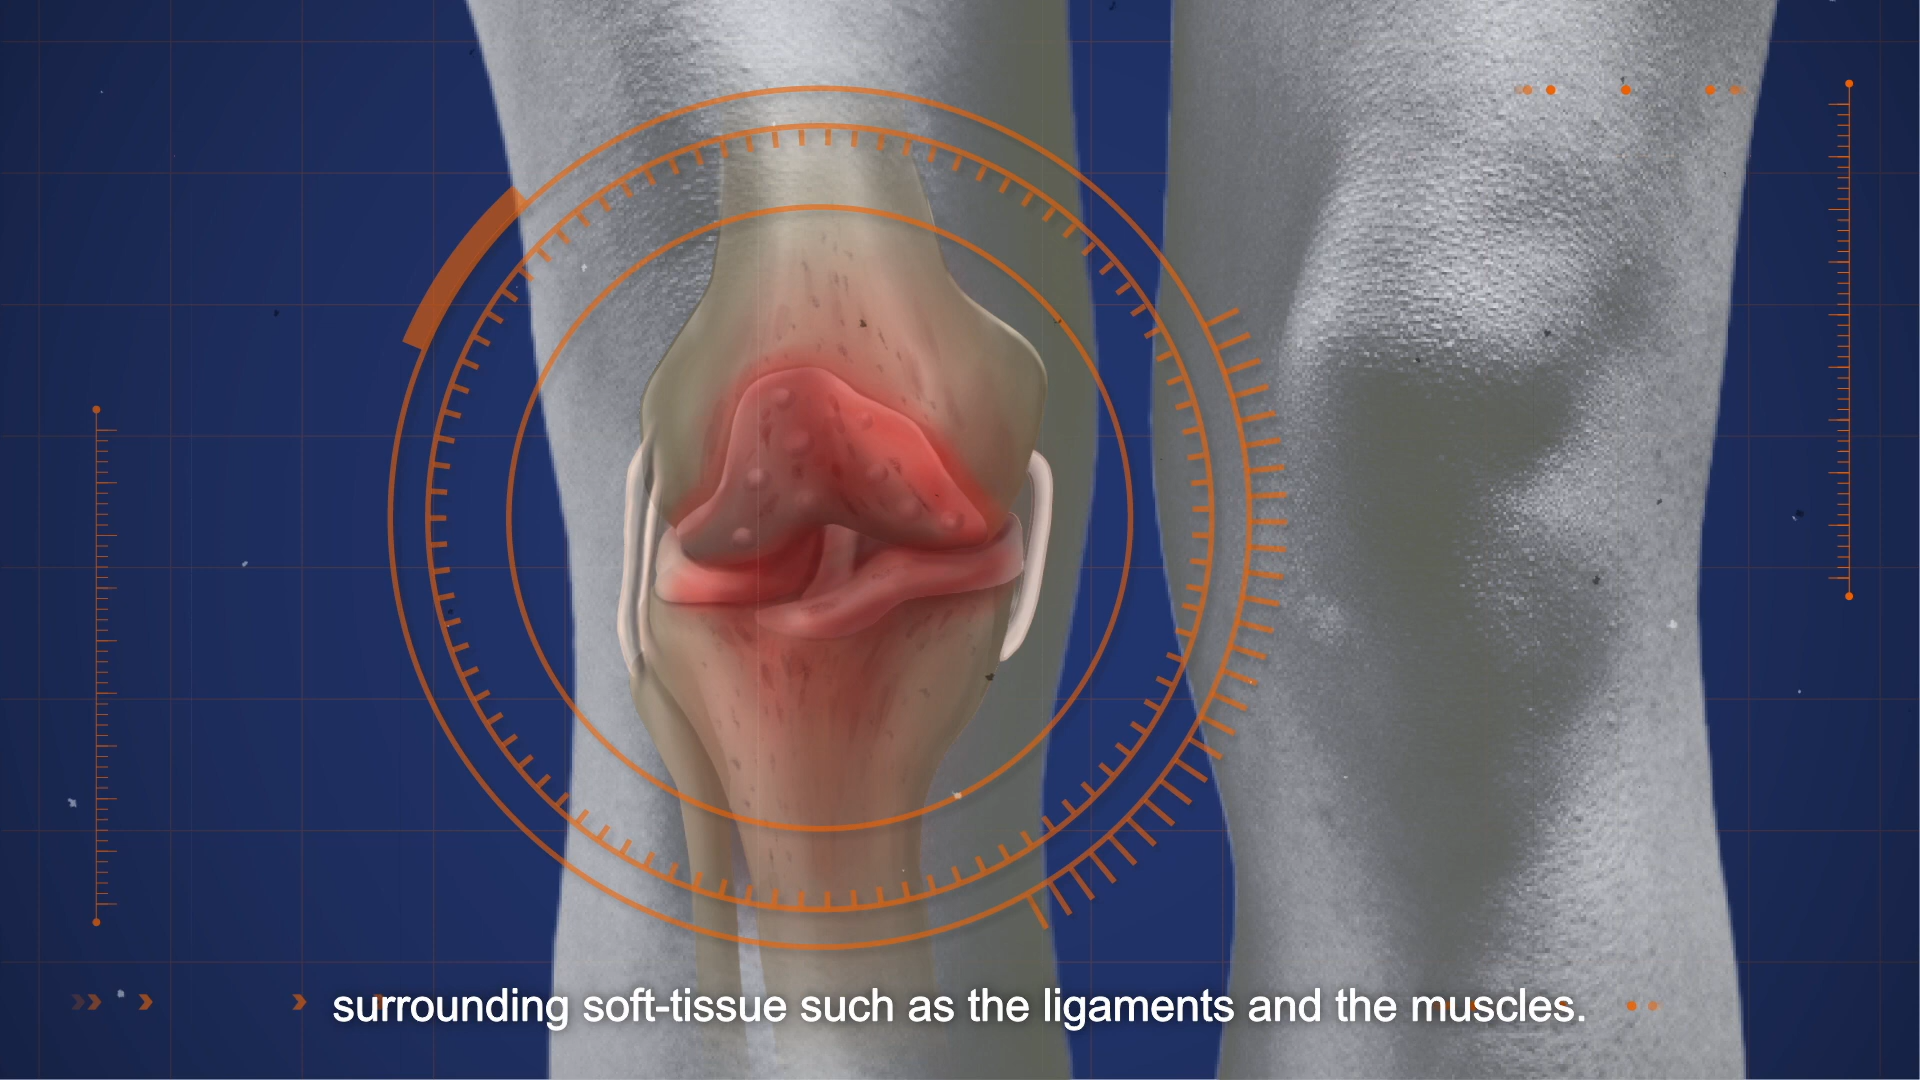 surrounding soft-tissue such as the ligaments and the muscles.